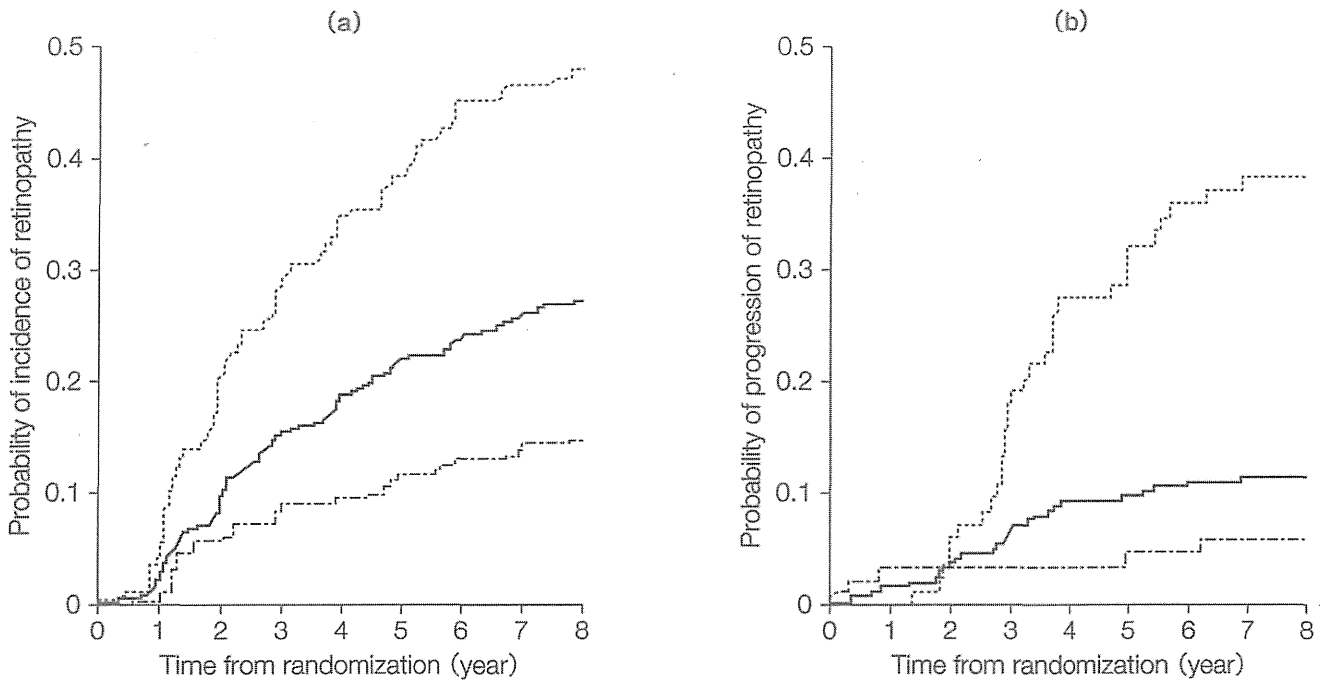 (a)
Probability of incidence of retinopathy
0.5
0.4
0.3
0.2
0.1
0
0 1 2 3 4 5 6 7 8
Time from randomization (year)
(b)
Probability of progression of retinopathy
0.5
0.4
0.3
0.2
0.1
0
0 1 2 3 4 5 6 7 8
Time from randomization (year)